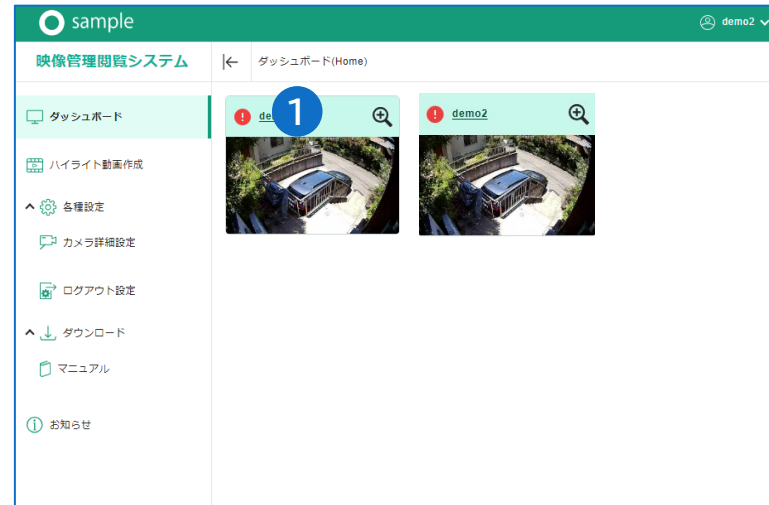 sample
demo2
映像管理閲覧システム
ダッシュボード(Home)
ダッシュボード
ハイライト動画作成
各種設定
カメラ詳細設定
ログアウト設定
ダウンロード
マニュアル
お知らせ
1
demo2